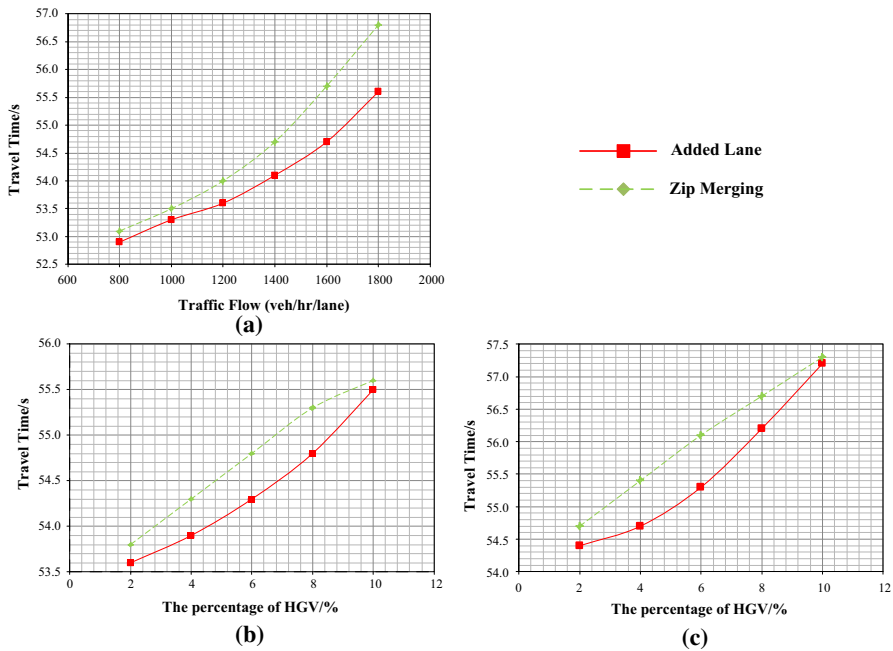 57.0
56.5
56.0
55.5
55.0
54.5
54.0
53.5
53.0
52.5
Travel Time/s
600 800 1000 1200 1400 1600 1800 2000
Traffic Flow (veh/hr/lane)
(a)
Added Lane
Zip Merging
56.0
55.5
55.0
54.5
54.0
53.5
Travel Time/s
0 2 4 6 8 10 12
The percentage of HGV/%
(b)
57.5
57.0
56.5
56.0
55.5
55.0
54.5
54.0
Travel Time/s
0 2 4 6 8 10 12
The percentage of HGV/%
(c)